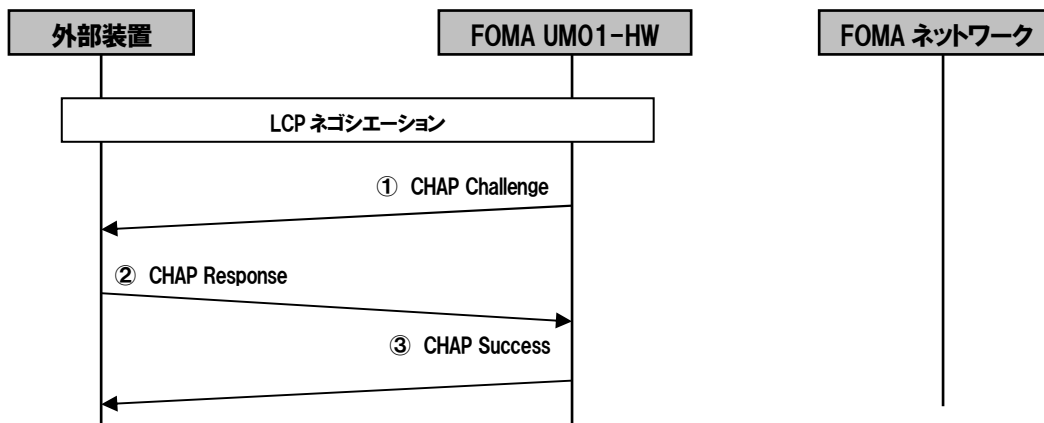 外部装置
FOMA UM01-HW
FOMA ネットワーク
LCP ネゴシエーション
① CHAP Challenge
② CHAP Response
③ CHAP Success